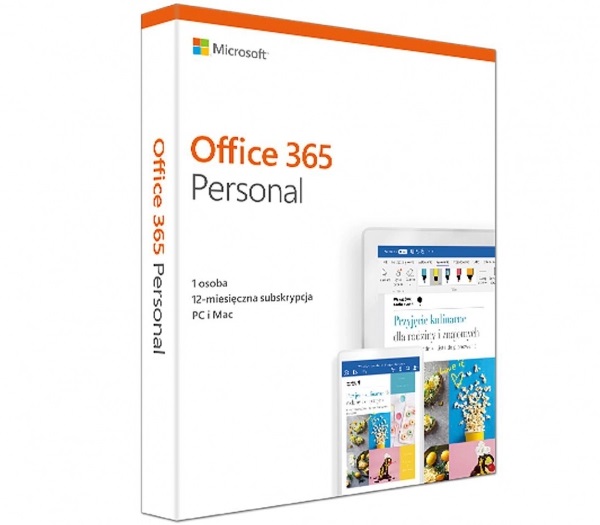 Microsoft
Office 365
Personal
1 osoba
12-miesięczna subskrypcja
PC i Mac
Office 365 Personal
Przyjęcie kulinarne
dla rodziny i znajomych